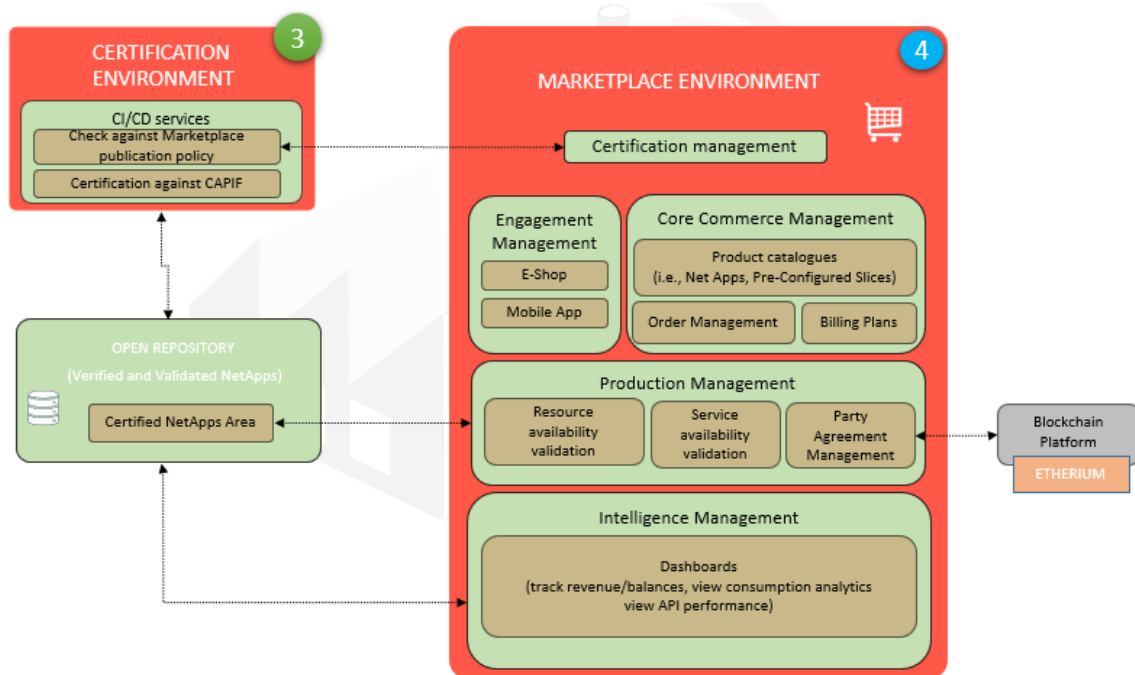 3
CERTIFICATION
ENVIRONMENT
CI/CD services
Check against Marketplace
publication policy
Certification against CAPIF
OPEN REPOSITORY
(Verified and Validated NetApps)
Certified NetApps Area
4
MARKETPLACE ENVIRONMENT
Certification management
Engagement
Management
E-Shop
Mobile App
Core Commerce Management
Product catalogues
(i.e., Net Apps, Pre-Configured Slices)
Order Management
Billing Plans
Production Management
Resource
availability
validation
Service
availability
validation
Party
Agreement
Management
Intelligence Management
Dashboards
(track revenue/balances, view consumption analytics
view API performance)
Blockchain
Platform
ETHERIUM